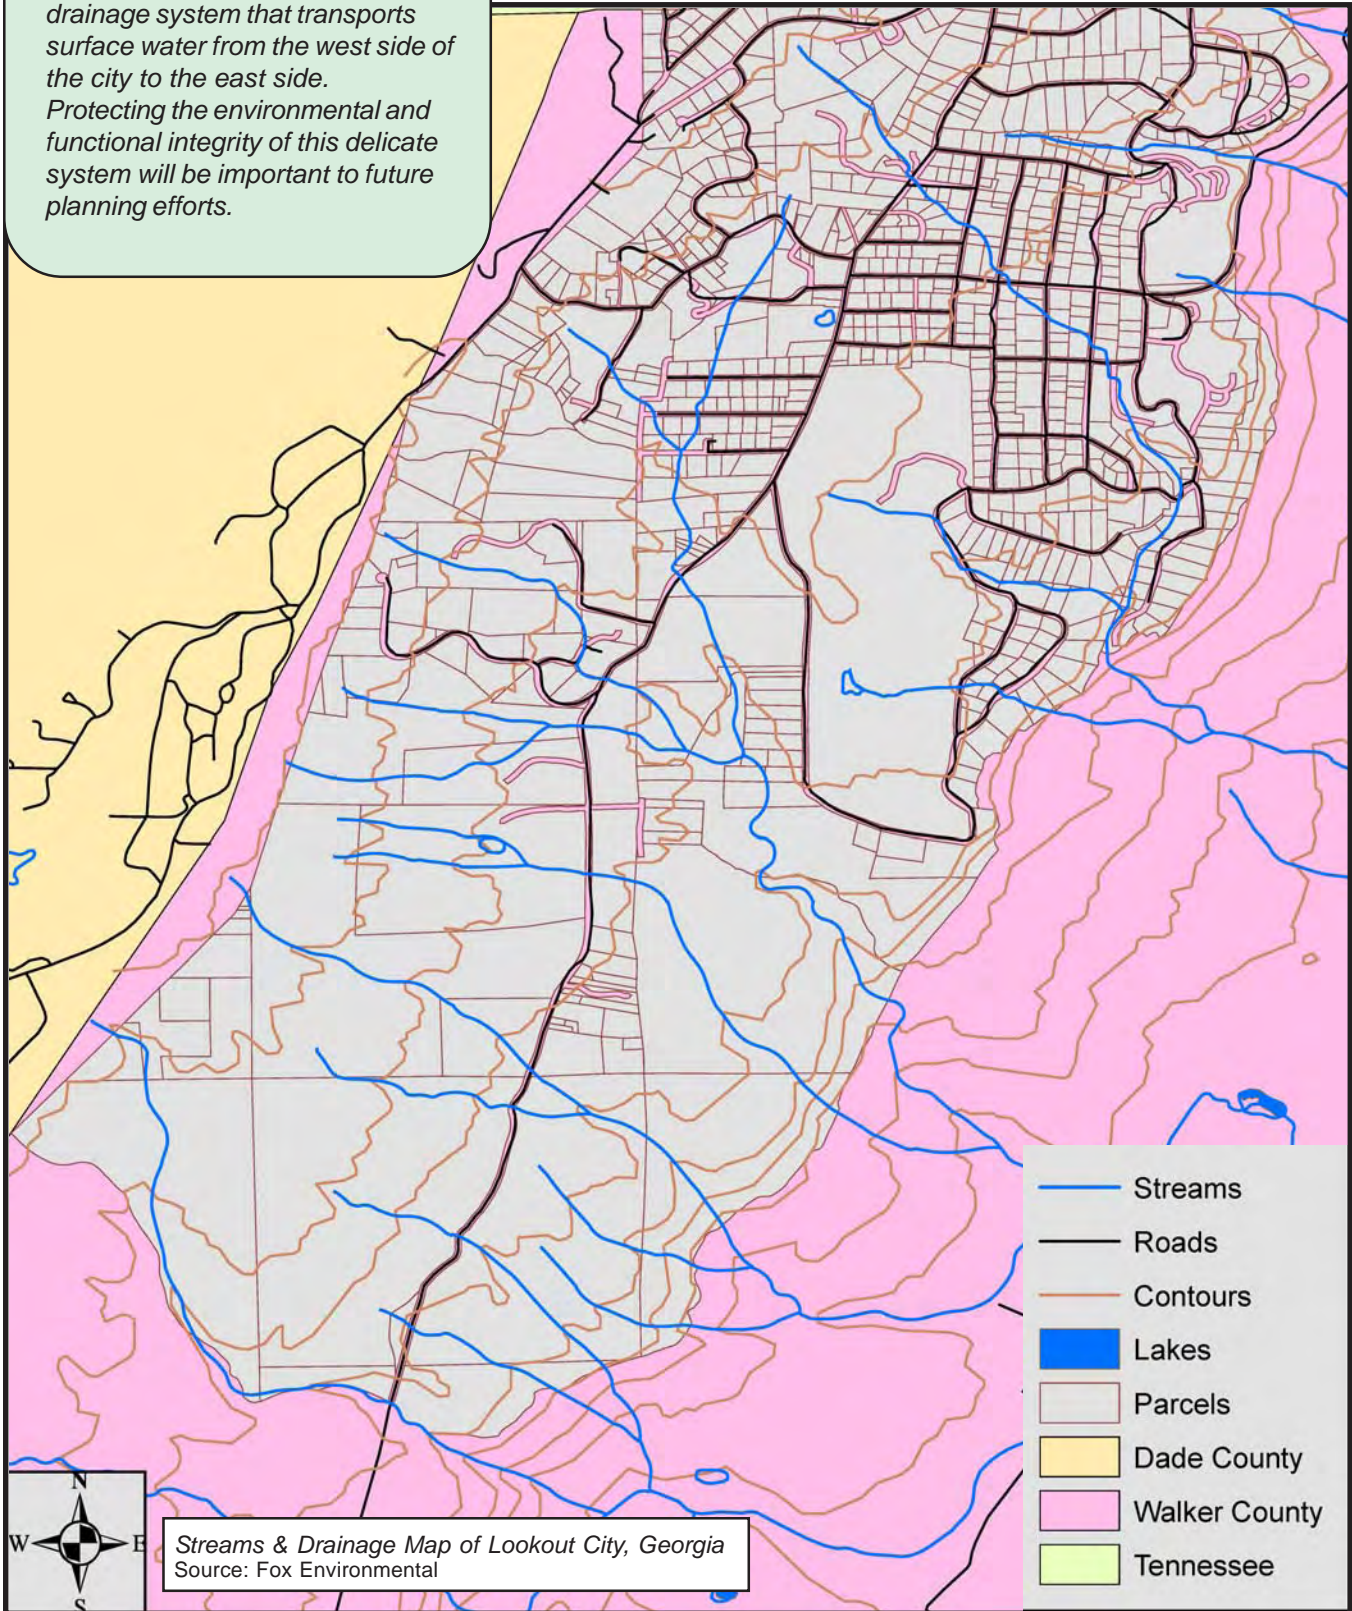 drainage system that transports
surface water from the west side of
the city to the east side.
Protecting the environmental and
functional integrity of this delicate
system will be important to future
planning efforts.
Streams
Roads
Contours
Lakes
Parcels
Dade County
Walker County
Tennessee
N
W E
S
Streams & Drainage Map of Lookout City, Georgia
Source: Fox Environmental